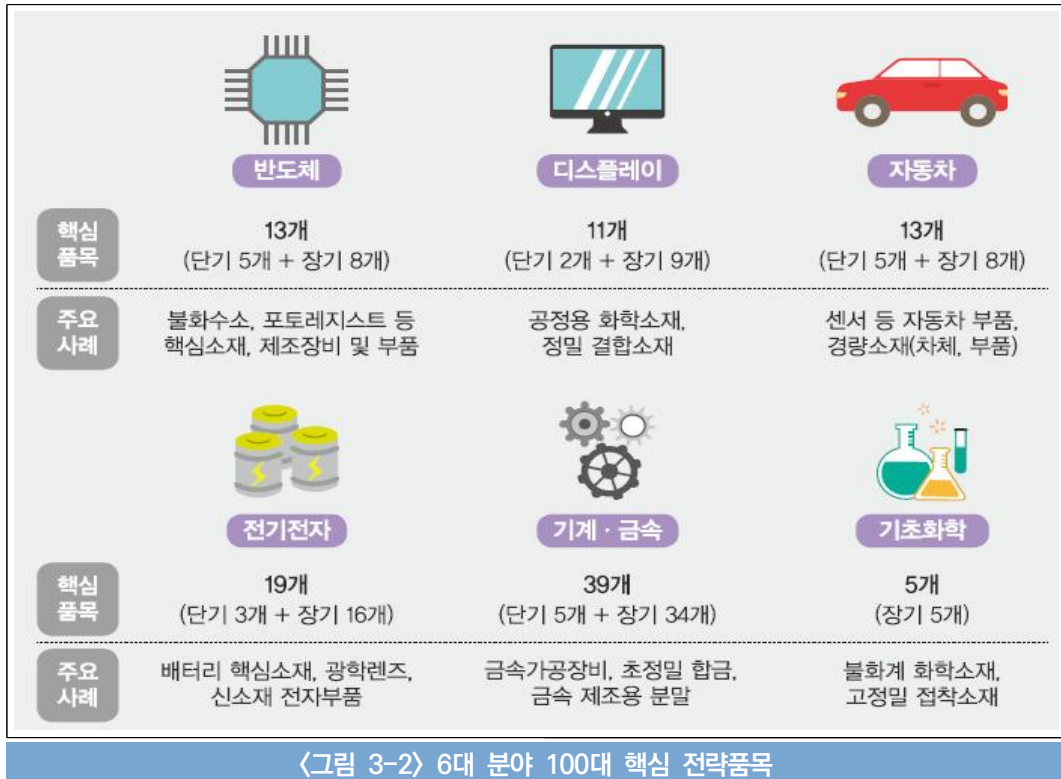 반도체
디스플레이
자동차
핵심
품목
13개
(단기 5개 + 장기 8개)
11개
(단기 2개 + 장기 9개)
13개
(단기 5개 + 장기 8개)
주요
사례
불화수소, 포토레지스트 등
핵심소재, 제조장비 및 부품
공정용 화학소재,
정밀 결합소재
센서 등 자동차 부품,
경량소재(차체, 부품)
전기전자
기계 · 금속
기초화학
핵심
품목
19개
(단기 3개 + 장기 16개)
39개
(단기 5개 + 장기 34개)
5개
(장기 5개)
주요
사례
배터리 핵심소재, 광학렌즈,
신소재 전자부품
금속가공장비, 초정밀 합금,
금속 제조용 분말
불화계 화학소재,
고정밀 접착소재
〈그림 3-2〉 6대 분야 100대 핵심 전략품목